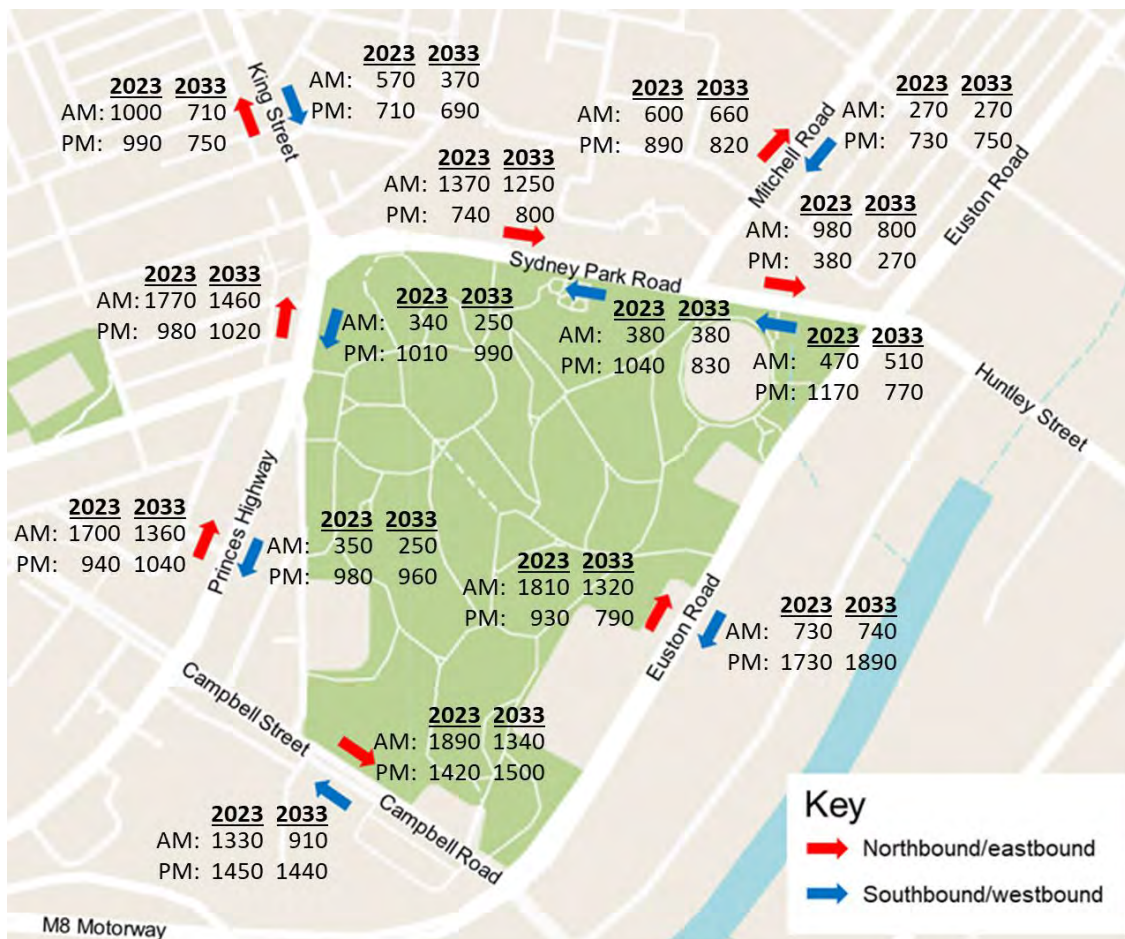 2023 2033
AM: 570 370
PM: 710 690
2023 2033
AM: 1000 710
PM: 990 750
King Street
2023 2033
AM: 600 660
PM: 890 820
2023 2033
AM: 270 270
PM: 730 750
Mitchell Road
Euston Road
2023 2033
AM: 1370 1250
PM: 740 800
2023 2033
AM: 980 800
PM: 380 270
Sydney Park Road
2023 2033
AM: 1770 1460
PM: 980 1020
2023 2033
AM: 340 250
PM: 1010 990
2023 2033
AM: 380 380
PM: 1040 830
2023 2033
AM: 470 510
PM: 1170 770
Huntley Street
Princes Highway
2023 2033
AM: 1700 1360
PM: 940 1040
2023 2033
AM: 350 250
PM: 980 960
2023 2033
AM: 1810 1320
PM: 930 790
Euston Road
2023 2033
AM: 730 740
PM: 1730 1890
Campbell Street
2023 2033
AM: 1890 1340
PM: 1420 1500
Campbell Road
2023 2033
AM: 1330 910
PM: 1450 1440
M8 Motorway
Key
Northbound/eastbound
Southbound/westbound